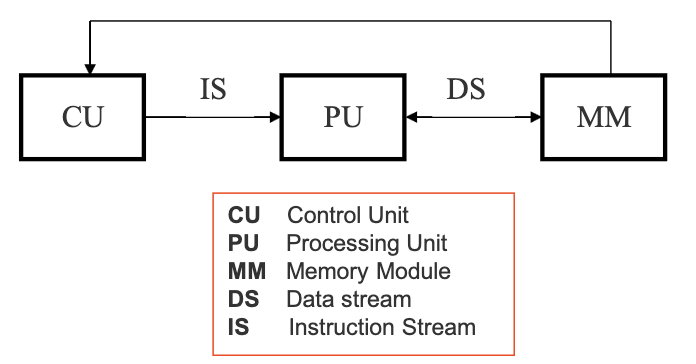 IS DS
CU PU MM
CU Control Unit
PU Processing Unit
MM Memory Module
DS Data stream
IS Instruction Stream